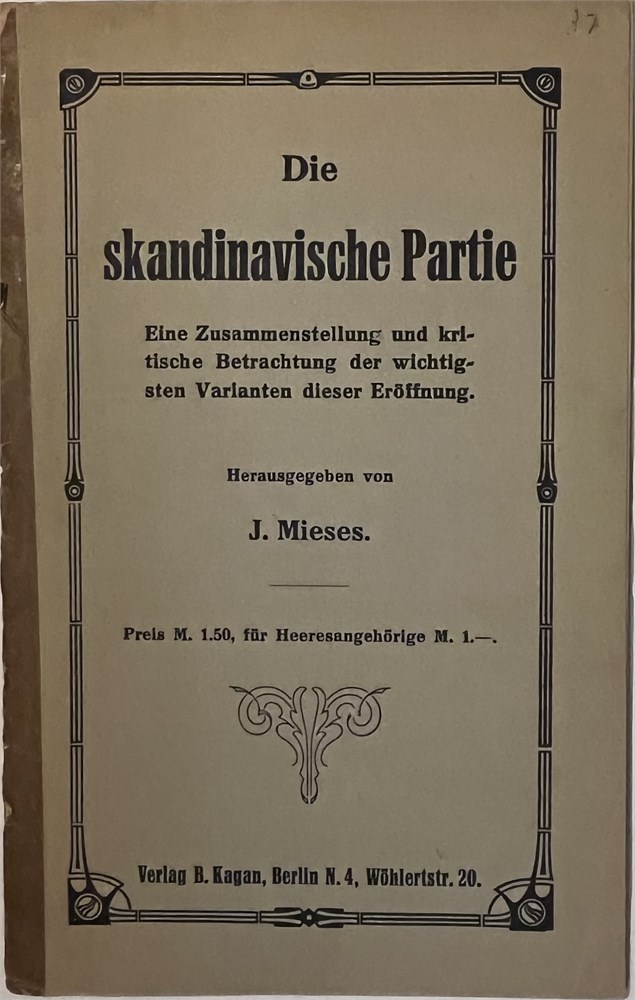 37
Die
skandinavische Partie
Eine Zusammenstellung und kri-
tische Betrachtung der wichtig-
sten Varianten dieser Eröffnung.
Herausgegeben von
J. Mieses.
Preis M. 1.50, für Heeresangehörige M. 1.—.
Verlag B. Kagan, Berlin N. 4, Wöhlertstr. 20.